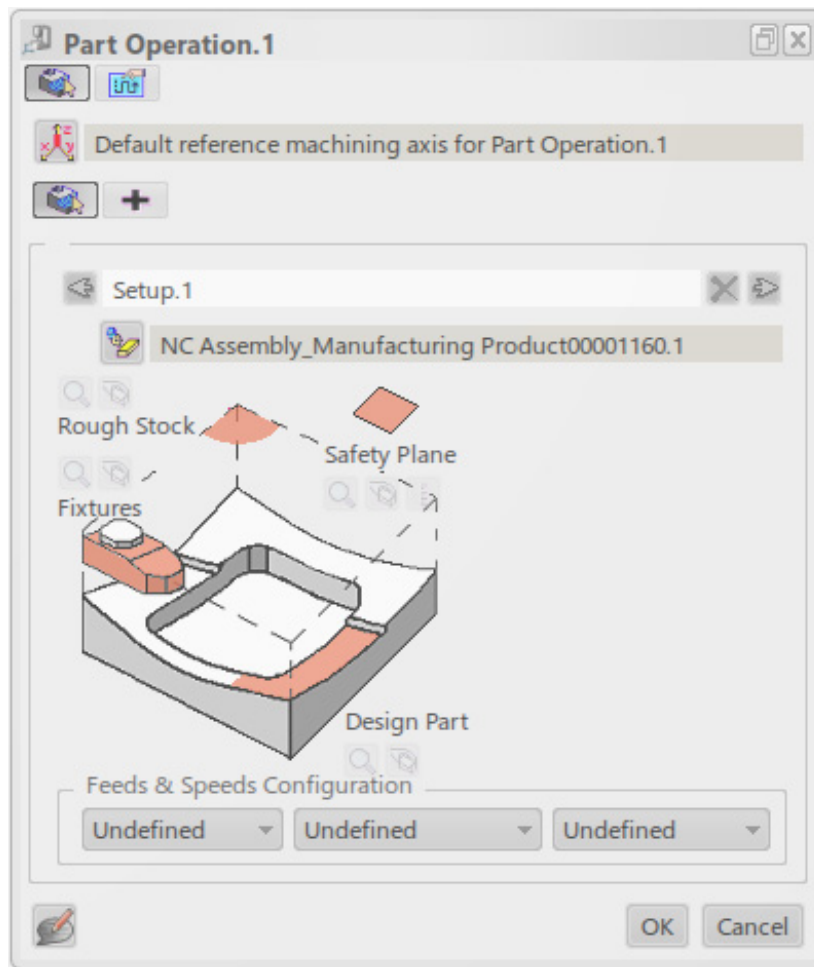 Part Operation.1
Default reference machining axis for Part Operation.1
Setup.1
NC Assembly_Manufacturing Product00001160.1
Rough Stock
Safety Plane
Fixtures
Design Part
Feeds & Speeds Configuration
Undefined Undefined Undefined
OK Cancel